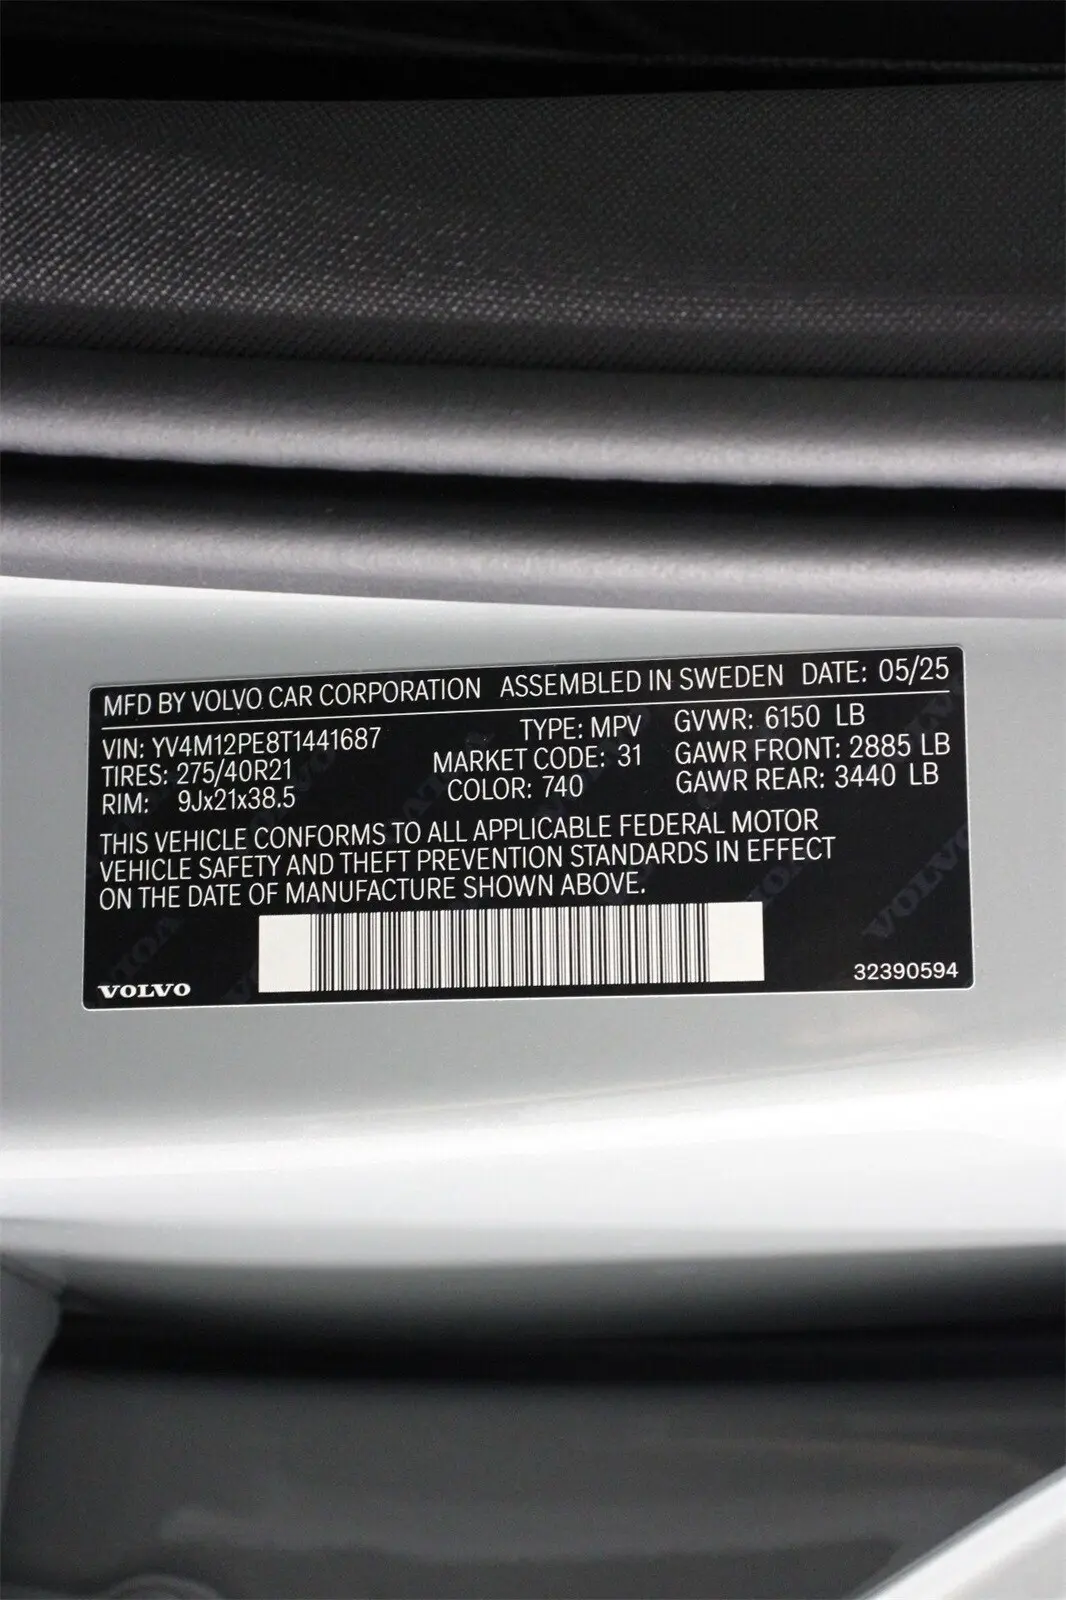 MFD BY VOLVO CAR CORPORATION ASSEMBLED IN SWEDEN DATE: 05/25
VIN: YV4M12PE8T1441687 TYPE: MPV GVWR: 6150 LB
TIRES: 275/40R21 MARKET CODE: 31 GAWR FRONT: 2885 LB
RIM: 9Jx21x38.5 COLOR: 740 GAWR REAR: 3440 LB
THIS VEHICLE CONFORMS TO ALL APPLICABLE FEDERAL MOTOR
VEHICLE SAFETY AND THEFT PREVENTION STANDARDS IN EFFECT
ON THE DATE OF MANUFACTURE SHOWN ABOVE.
VOLVO 32390594